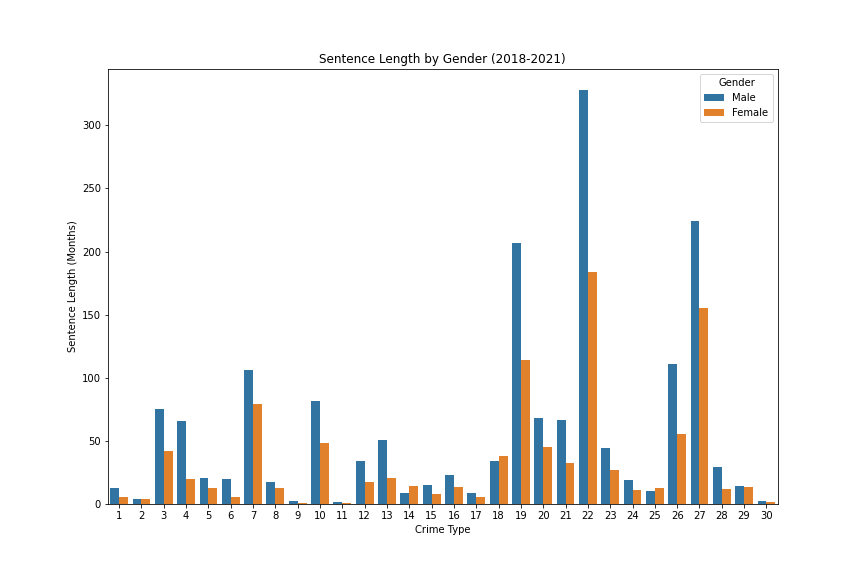 Sentence Length by Gender (2018-2021)
Gender
Male
Female
Sentence Length (Months)
300
250
200
150
100
50
0
1 2 3 4 5 6 7 8 9 10 11 12 13 14 15 16 17 18 19 20 21 22 23 24 25 26 27 28 29 30
Crime Type